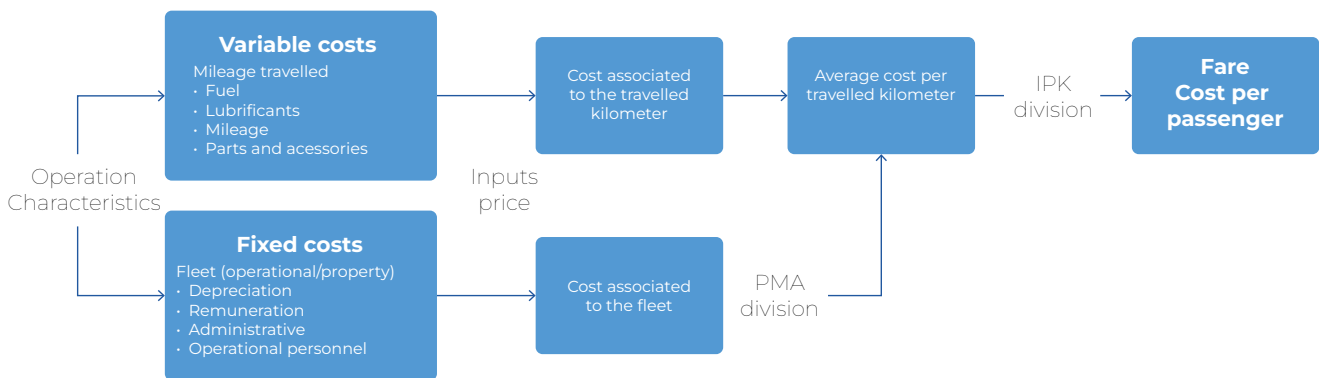 Operation
Characteristics
Variable costs
Mileage travelled
· Fuel
· Lubrificants
· Mileage
· Parts and acessories
Fixed costs
Fleet (operational/property)
· Depreciation
· Remuneration
· Administrative
· Operational personnel
Inputs
price
Cost associated
to the travelled
kilometer
Cost associated
to the fleet
PMA
division
Average cost per
travelled kilometer
IPK
division
Fare
Cost per
passenger